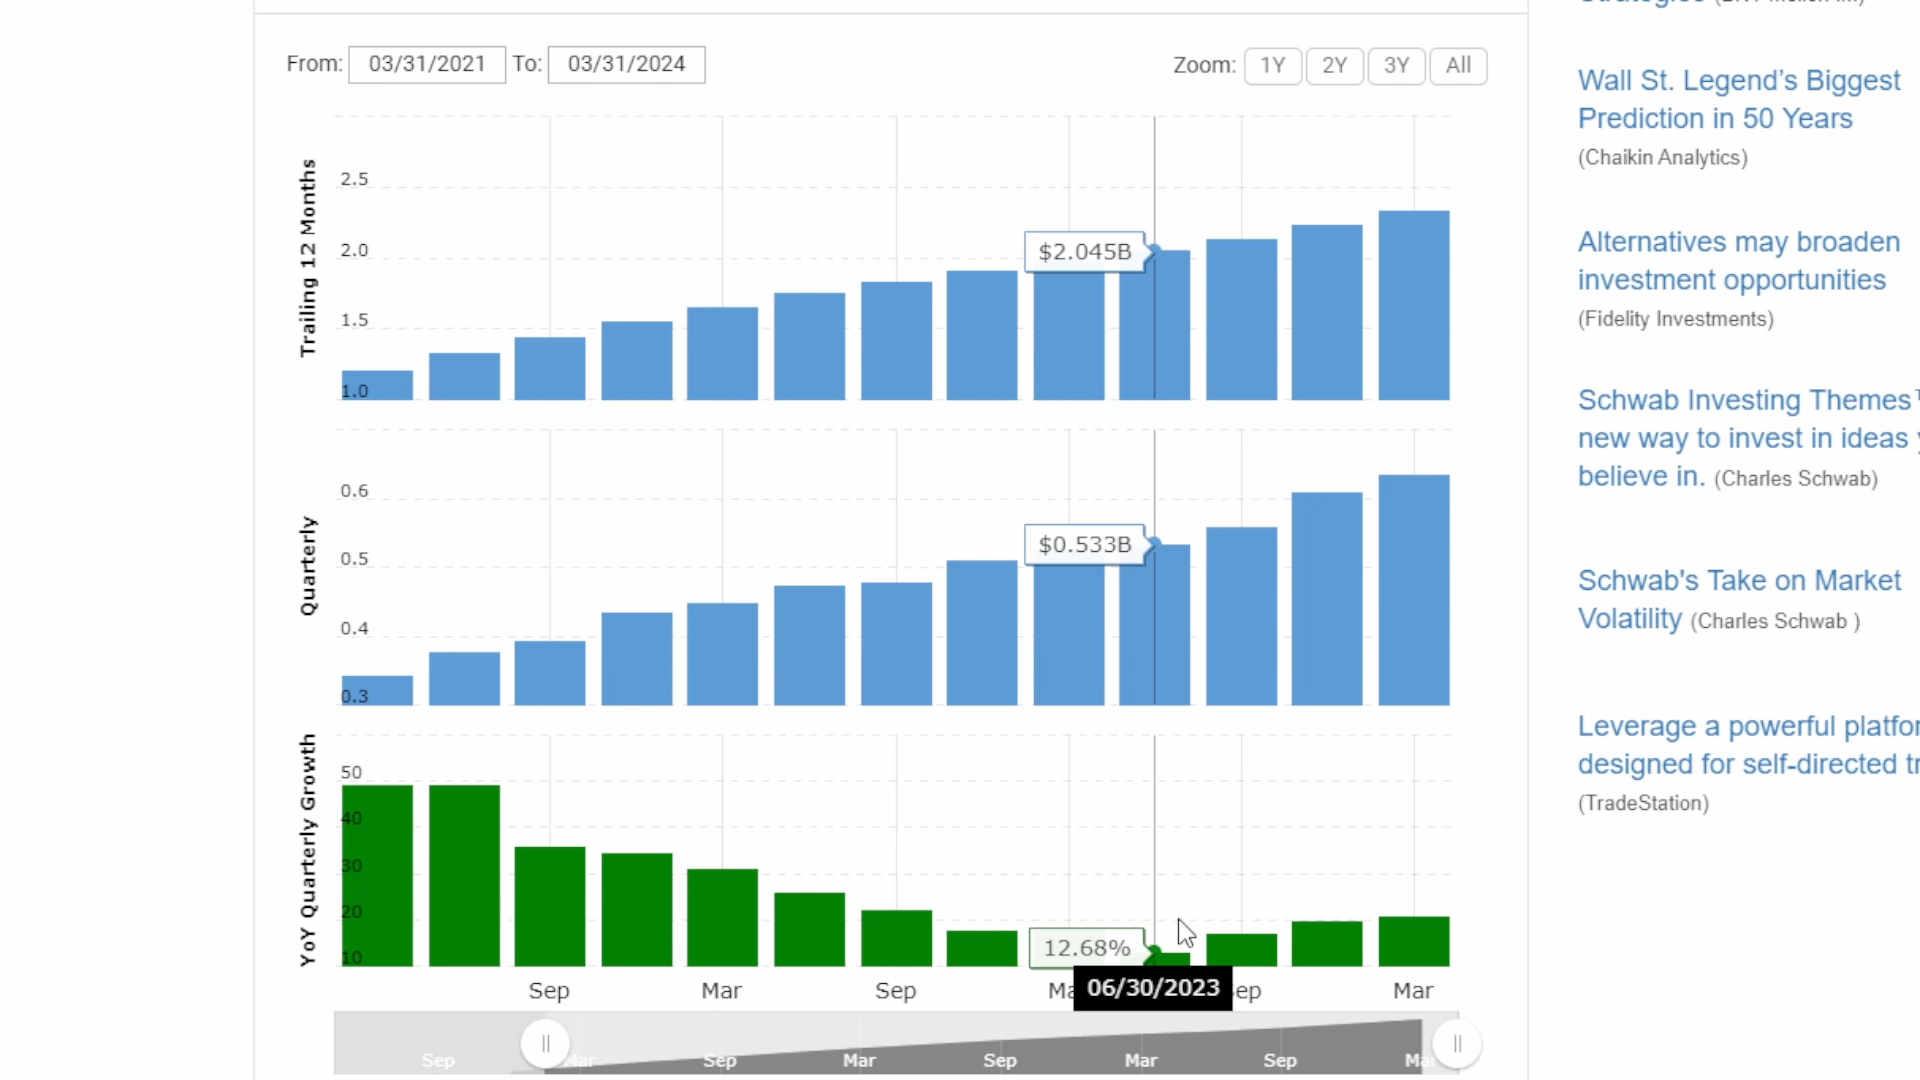 From: 03/31/2021 To: 03/31/2024
Zoom: 1Y 2Y 3Y All
Trailing 12 Months
2.5
2.0
1.5
1.0
$2.045B
Quarterly
0.6
0.5
0.4
0.3
$0.533B
YoY Quarterly Growth
50
40
30
20
10
12.68%
06/30/2023
Sep Mar Sep Mar
Sep Mar Sep Mar Sep Mar Sep
Wall St. Legend’s Biggest
Prediction in 50 Years
(Chaikin Analytics)
Alternatives may broaden
investment opportunities
(Fidelity Investments)
Schwab Investing Themes™
new way to invest in ideas
believe in. (Charles Schwab)
Schwab's Take on Market
Volatility (Charles Schwab )
Leverage a powerful
designed for self-directed
(TradeStation)